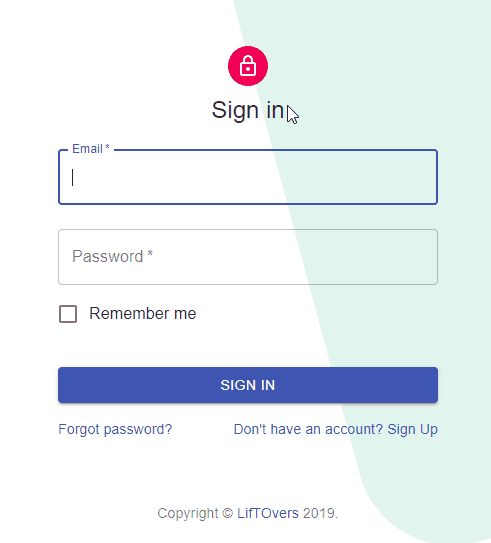 Sign in
Email *
Password *
Remember me
SIGN IN
Forgot password? Don't have an account? Sign Up
Copyright © LifTOvers 2019.